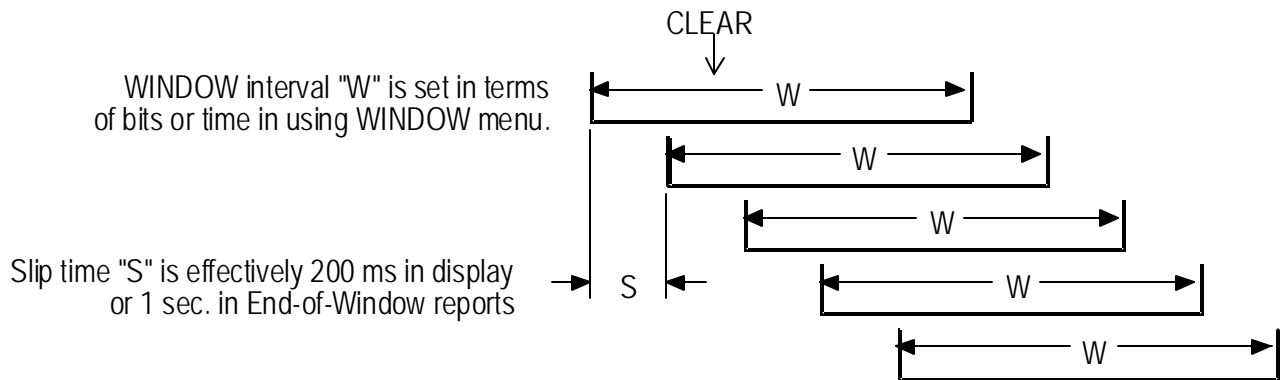 CLEAR
WINDOW interval "W" is set in terms
of bits or time in using WINDOW menu.
W
W
W
Slip time "S" is effectively 200 ms in display
or 1 sec. in End-of-Window reports
S
W
W